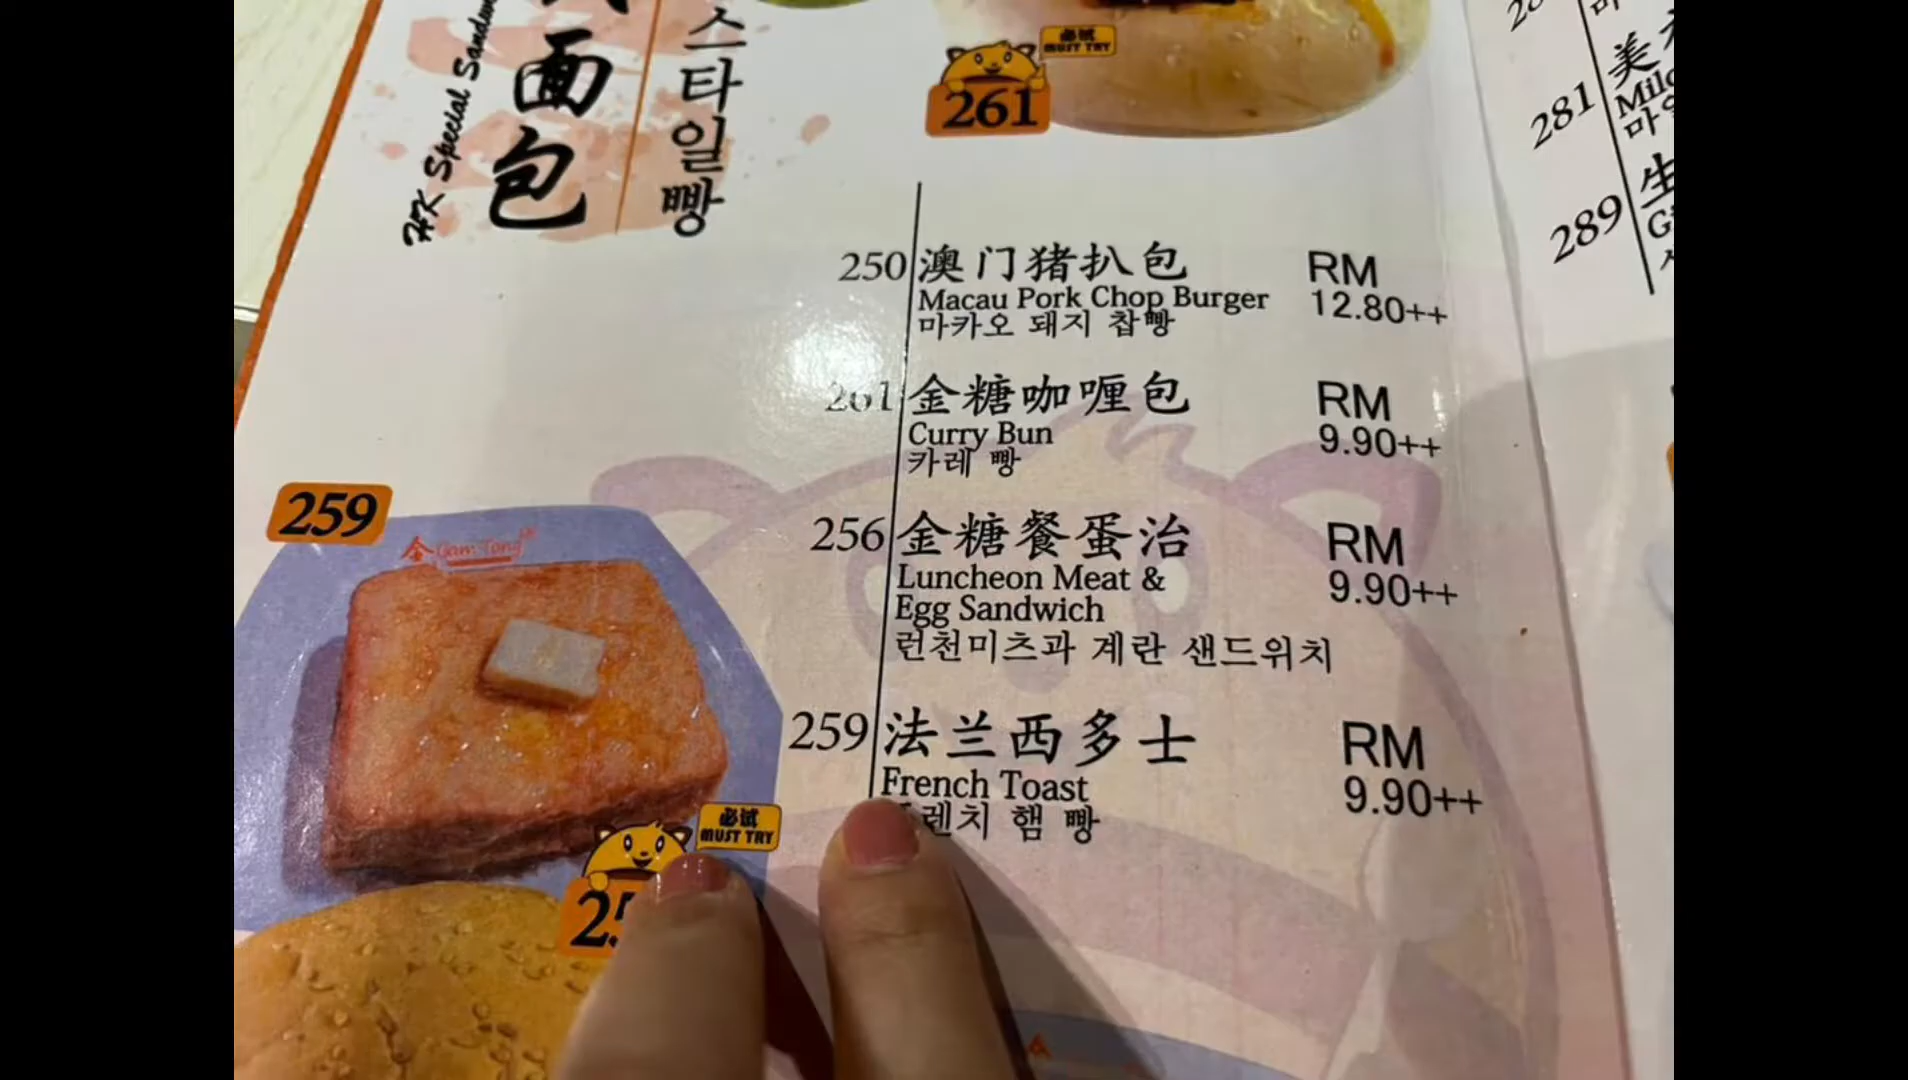 HK Special
面包
스타일빵
必试
MUST TRY
261
281
289
250 澳门猪扒包 RM 12.80++
Macau Pork Chop Burger
마카오 돼지 찹빵
261 金糖咖喱包 RM 9.90++
Curry Bun
카레 빵
256 金糖餐蛋治 RM 9.90++
Luncheon Meat &
Egg Sandwich
런천미츠과 계란 샌드위치
259 法兰西多士 RM 9.90++
French Toast
렌치 햄 빵
259
金 Gam Tong
必试
MUST TRY